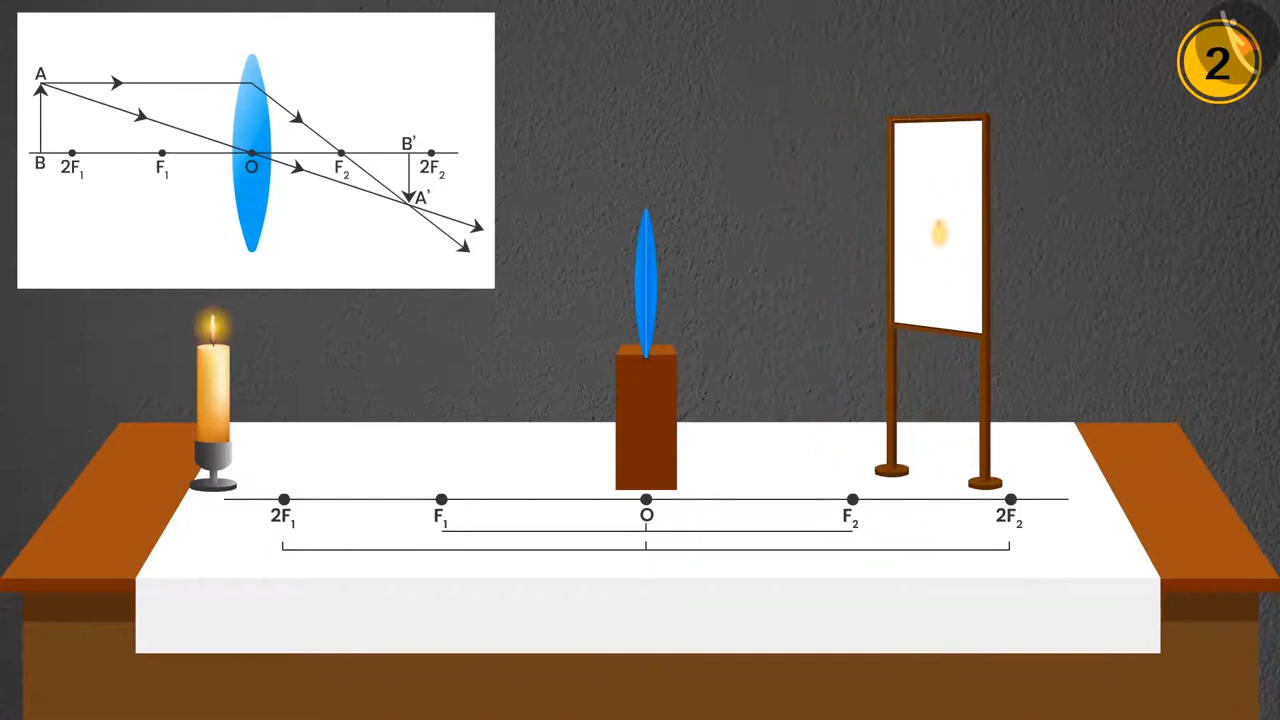 2
A
B'
B 2F₁ F₁ O F₂ 2F₂
A'
2F₁ F₁ O F₂ 2F₂